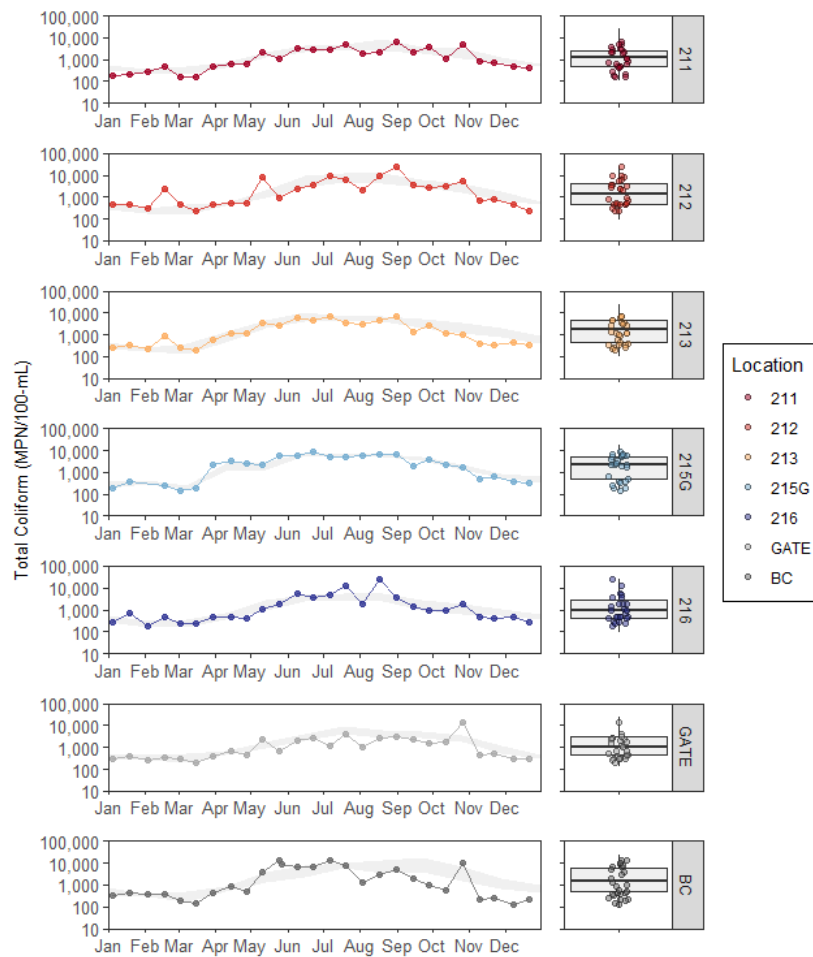 Total Coliform (MPN/100-mL)
100,000
10,000
1,000
100
10
Jan Feb Mar Apr May Jun Jul Aug Sep Oct Nov Dec
211
100,000
10,000
1,000
100
10
Jan Feb Mar Apr May Jun Jul Aug Sep Oct Nov Dec
212
100,000
10,000
1,000
100
10
Jan Feb Mar Apr May Jun Jul Aug Sep Oct Nov Dec
213
100,000
10,000
1,000
100
10
Jan Feb Mar Apr May Jun Jul Aug Sep Oct Nov Dec
215G
100,000
10,000
1,000
100
10
Jan Feb Mar Apr May Jun Jul Aug Sep Oct Nov Dec
216
100,000
10,000
1,000
100
10
Jan Feb Mar Apr May Jun Jul Aug Sep Oct Nov Dec
GATE
100,000
10,000
1,000
100
10
Jan Feb Mar Apr May Jun Jul Aug Sep Oct Nov Dec
BC
Location
211
212
213
215G
216
GATE
BC